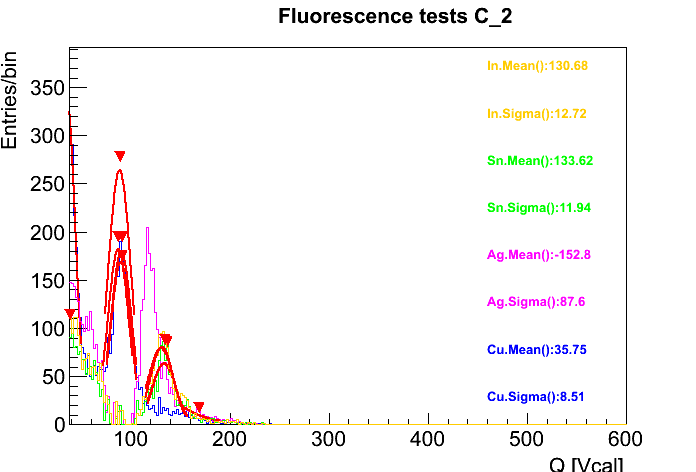 Fluorescence tests C_2
Entries/bin
350
300
250
200
150
100
50
0
In.Mean():130.68
In.Sigma():12.72
Sn.Mean():133.62
Sn.Sigma():11.94
Ag.Mean():-152.8
Ag.Sigma():87.6
Cu.Mean():35.75
Cu.Sigma():8.51
100 200 300 400 500 600
Q [Vcal]